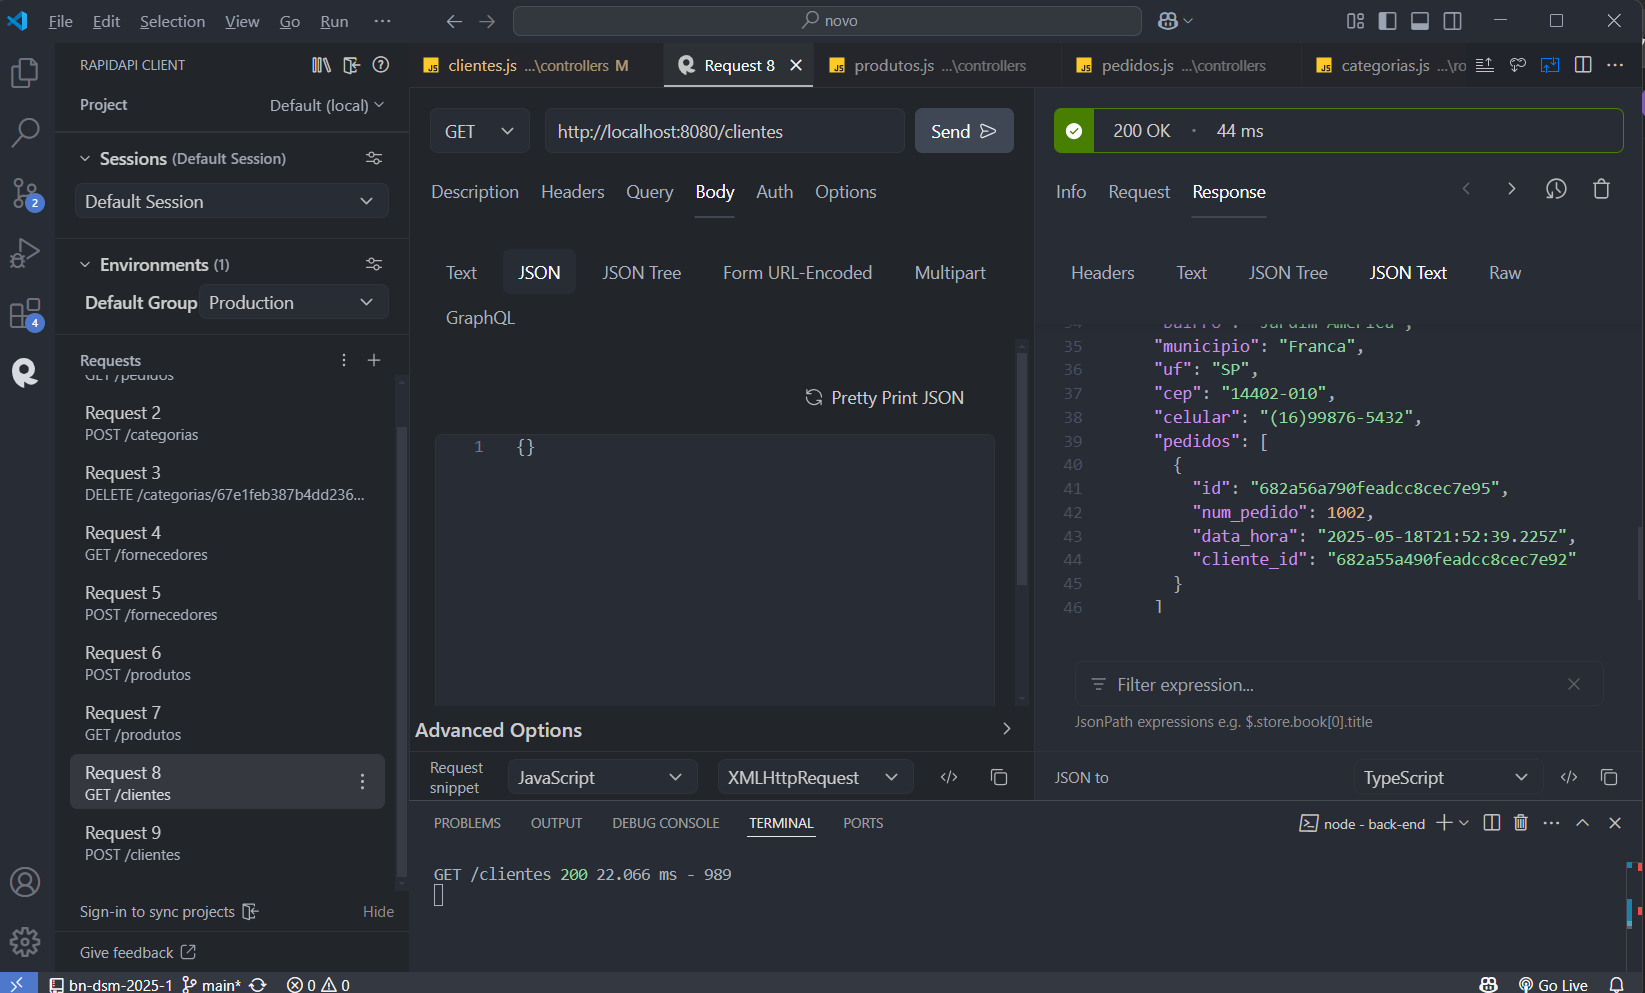 File Edit Selection View Go Run ···
novo
RAPIDAPI CLIENT
clientes.js ...\controllers M
Request 8
produtos.js ...\controllers
pedidos.js ...\controllers
categorias.js ...\ro
Project
Default (local)
Sessions (Default Session)
Default Session
Environments (1)
Default Group
Production
Requests
GET /pedidos
Request 2
POST /categorias
Request 3
DELETE /categorias/67e1feb387b4dd236...
Request 4
GET /fornecedores
Request 5
POST /fornecedores
Request 6
POST /produtos
Request 7
GET /produtos
Request 8
GET /clientes
Request 9
POST /clientes
Sign-in to sync projects
Hide
Give feedback
2
4
GET
http://localhost:8080/clientes
Send
Description Headers Query Body Auth Options
Text JSON JSON Tree Form URL-Encoded Multipart
GraphQL
Pretty Print JSON
1 {}
Advanced Options
Request snippet
JavaScript
XMLHttpRequest
200 OK · 44 ms
Info Request Response
Headers Text JSON Tree JSON Text Raw
34 "bairro": "Jardim América",
35 "municipio": "Franca",
36 "uf": "SP",
37 "cep": "14402-010",
38 "celular": "(16)99876-5432",
39 "pedidos": [
40 {
41 "id": "682a56a790feadcc8cec7e95",
42 "num_pedido": 1002,
43 "data_hora": "2025-05-18T21:52:39.225Z",
44 "cliente_id": "682a55a490feadcc8cec7e92"
45 }
46 ]
Filter expression...
JsonPath expressions e.g. $.store.book[0].title
JSON to
TypeScript
PROBLEMS OUTPUT DEBUG CONSOLE TERMINAL PORTS
node - back-end
GET /clientes 200 22.066 ms - 989
bn-dsm-2025-1 main* 0 0
Go Live